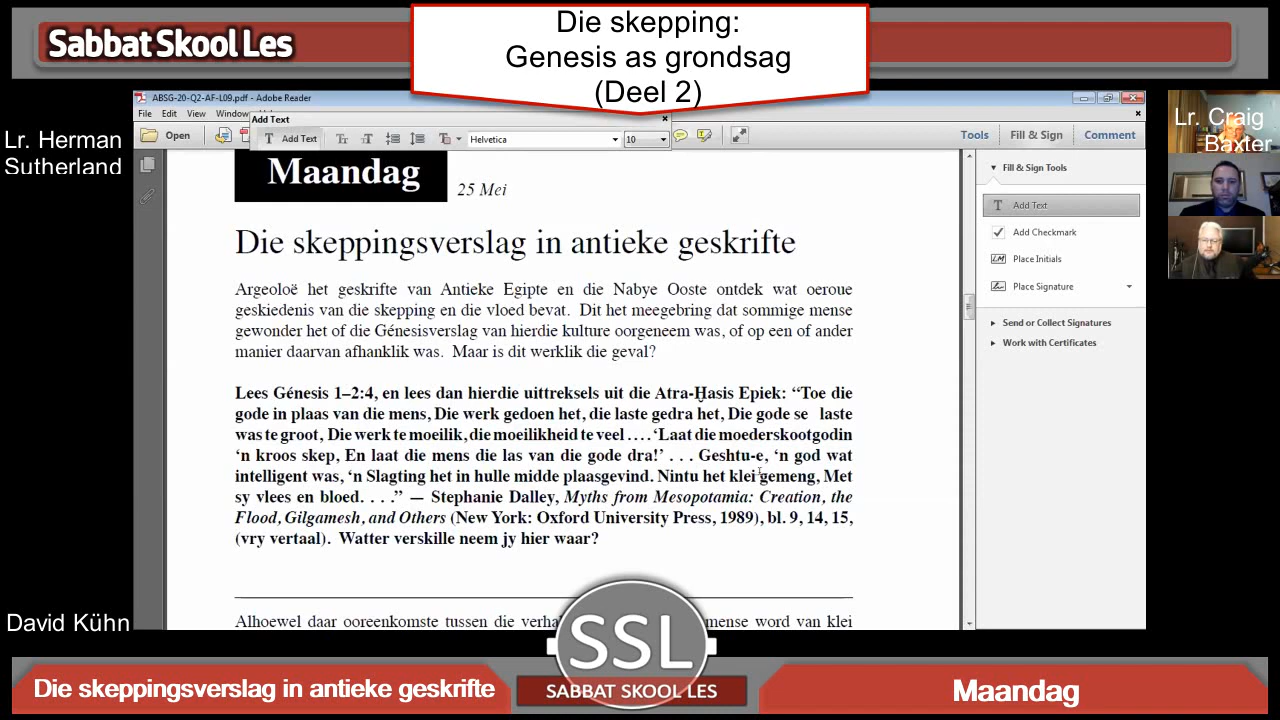 Sabbat Skool Les
Die skepping:
Genesis as grondsag
(Deel 2)
Lr. Herman
Sutherland
Lr. Craig
Baxter
ABSG-20-Q2-AF-L09.pdf - Adobe Reader
File Edit View Window
Add Text
Open
T Add Text
Helvetica
10
Tools Fill & Sign Comment
Maandag
25 Mei
Die skeppingsverslag in antieke geskrifte
Argeoloë het geskrifte van Antieke Egipte en die Nabye Ooste ontdek wat oeroue
geskiedenis van die skepping en die vloed bevat. Dit het meegebring dat sommige mense
gewonder het of die Génesisverslag van hierdie kulture oorgeneem was, of op een of ander
manier daarvan afhanklik was. Maar is dit werklik die geval?
Lees Génesis 1–2:4, en lees dan hierdie uittreksels uit die Atra-Ḫasis Epiek: “Toe die
gode in plaas van die mens, Die werk gedoen het, die laste gedra het, Die gode se laste
was te groot, Die werk te moeilik, die moeilikheid te veel . . . . ‘Laat die moederskootgodin
‘n kroos skep, En laat die mens die las van die gode dra!’ . . . Geshtu-e, ‘n god wat
intelligent was, ‘n Slagting het in hulle midde plaasgevind. Nintu het klei gemeng, Met
sy vlees en bloed. . . .” — Stephanie Dalley, Myths from Mesopotamia: Creation, the
Flood, Gilgamesh, and Others (New York: Oxford University Press, 1989), bl. 9, 14, 15,
(vry vertaal). Watter verskille neem jy hier waar?
Alhoewel daar ooreenkomste tussen die verha
mense word van klei
Fill & Sign Tools
T Add Text
Add Checkmark
Place Initials
Place Signature
Send or Collect Signatures
Work with Certificates
David Kühn
SSL
SABBAT SKOOL LES
Die skeppingsverslag in antieke geskrifte
Maandag